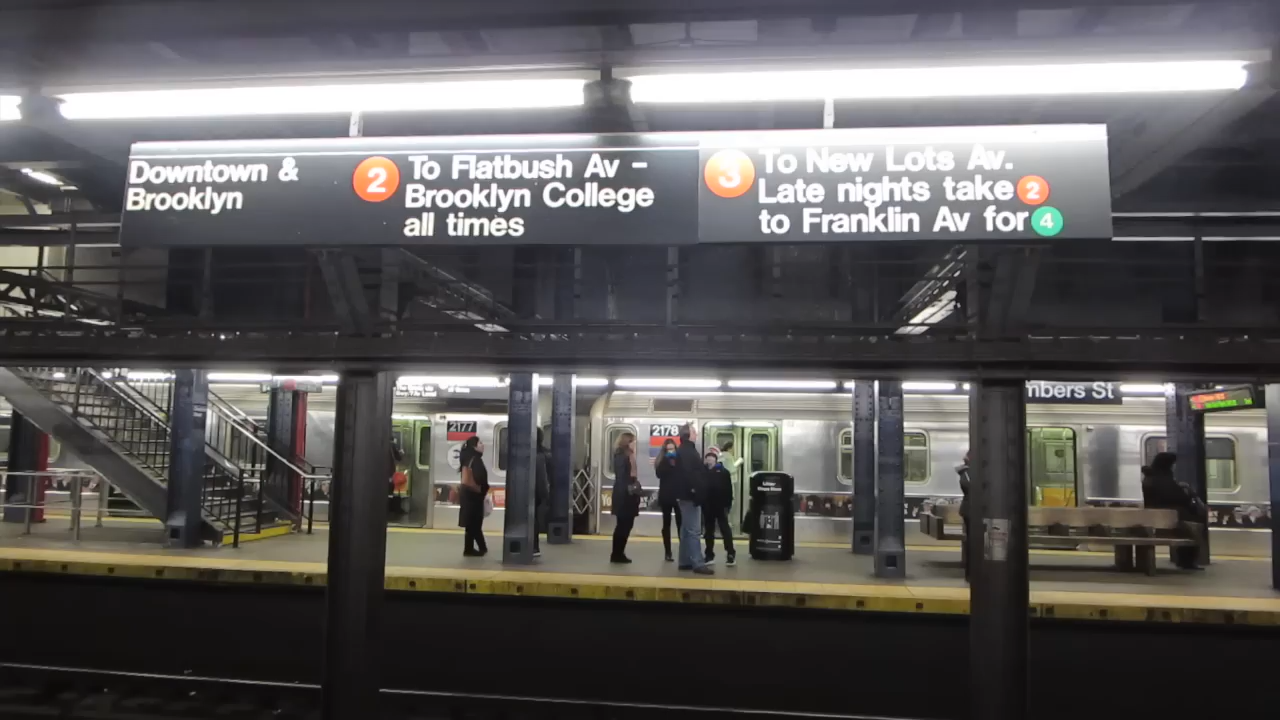 Downtown &
Brooklyn
2
To Flatbush Av -
Brooklyn College
all times
3
To New Lots Av.
Late nights take 2
to Franklin Av for 4
2177
2178
mbers St